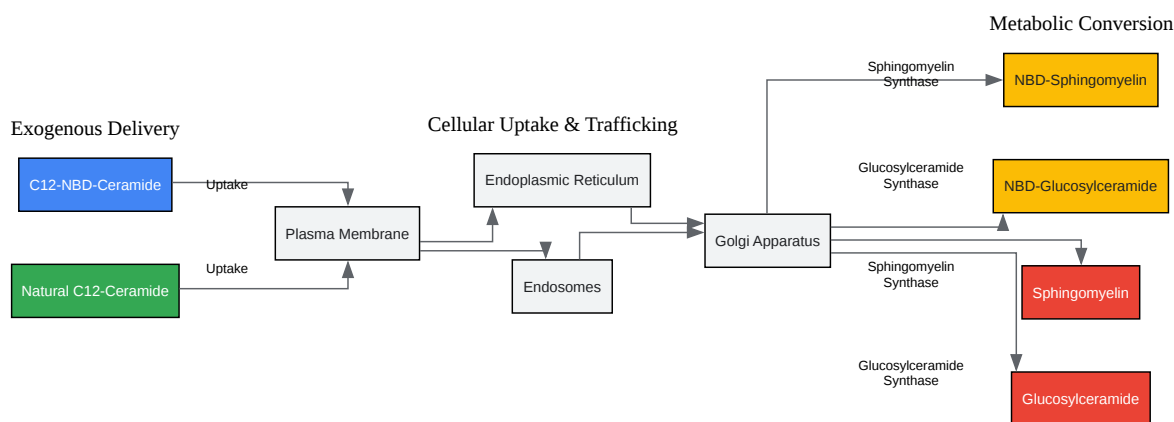 Metabolic Conversion
Sphingomyelin
Synthase
NBD-Sphingomyelin
Exogenous Delivery
Cellular Uptake & Trafficking
C12-NBD-Ceramide
Uptake
Endoplasmic Reticulum
Glucosylceramide
Synthase
NBD-Glucosylceramide
Plasma Membrane
Golgi Apparatus
Natural C12-Ceramide
Uptake
Endosomes
Sphingomyelin
Synthase
Sphingomyelin
Glucosylceramide
Synthase
Glucosylceramide